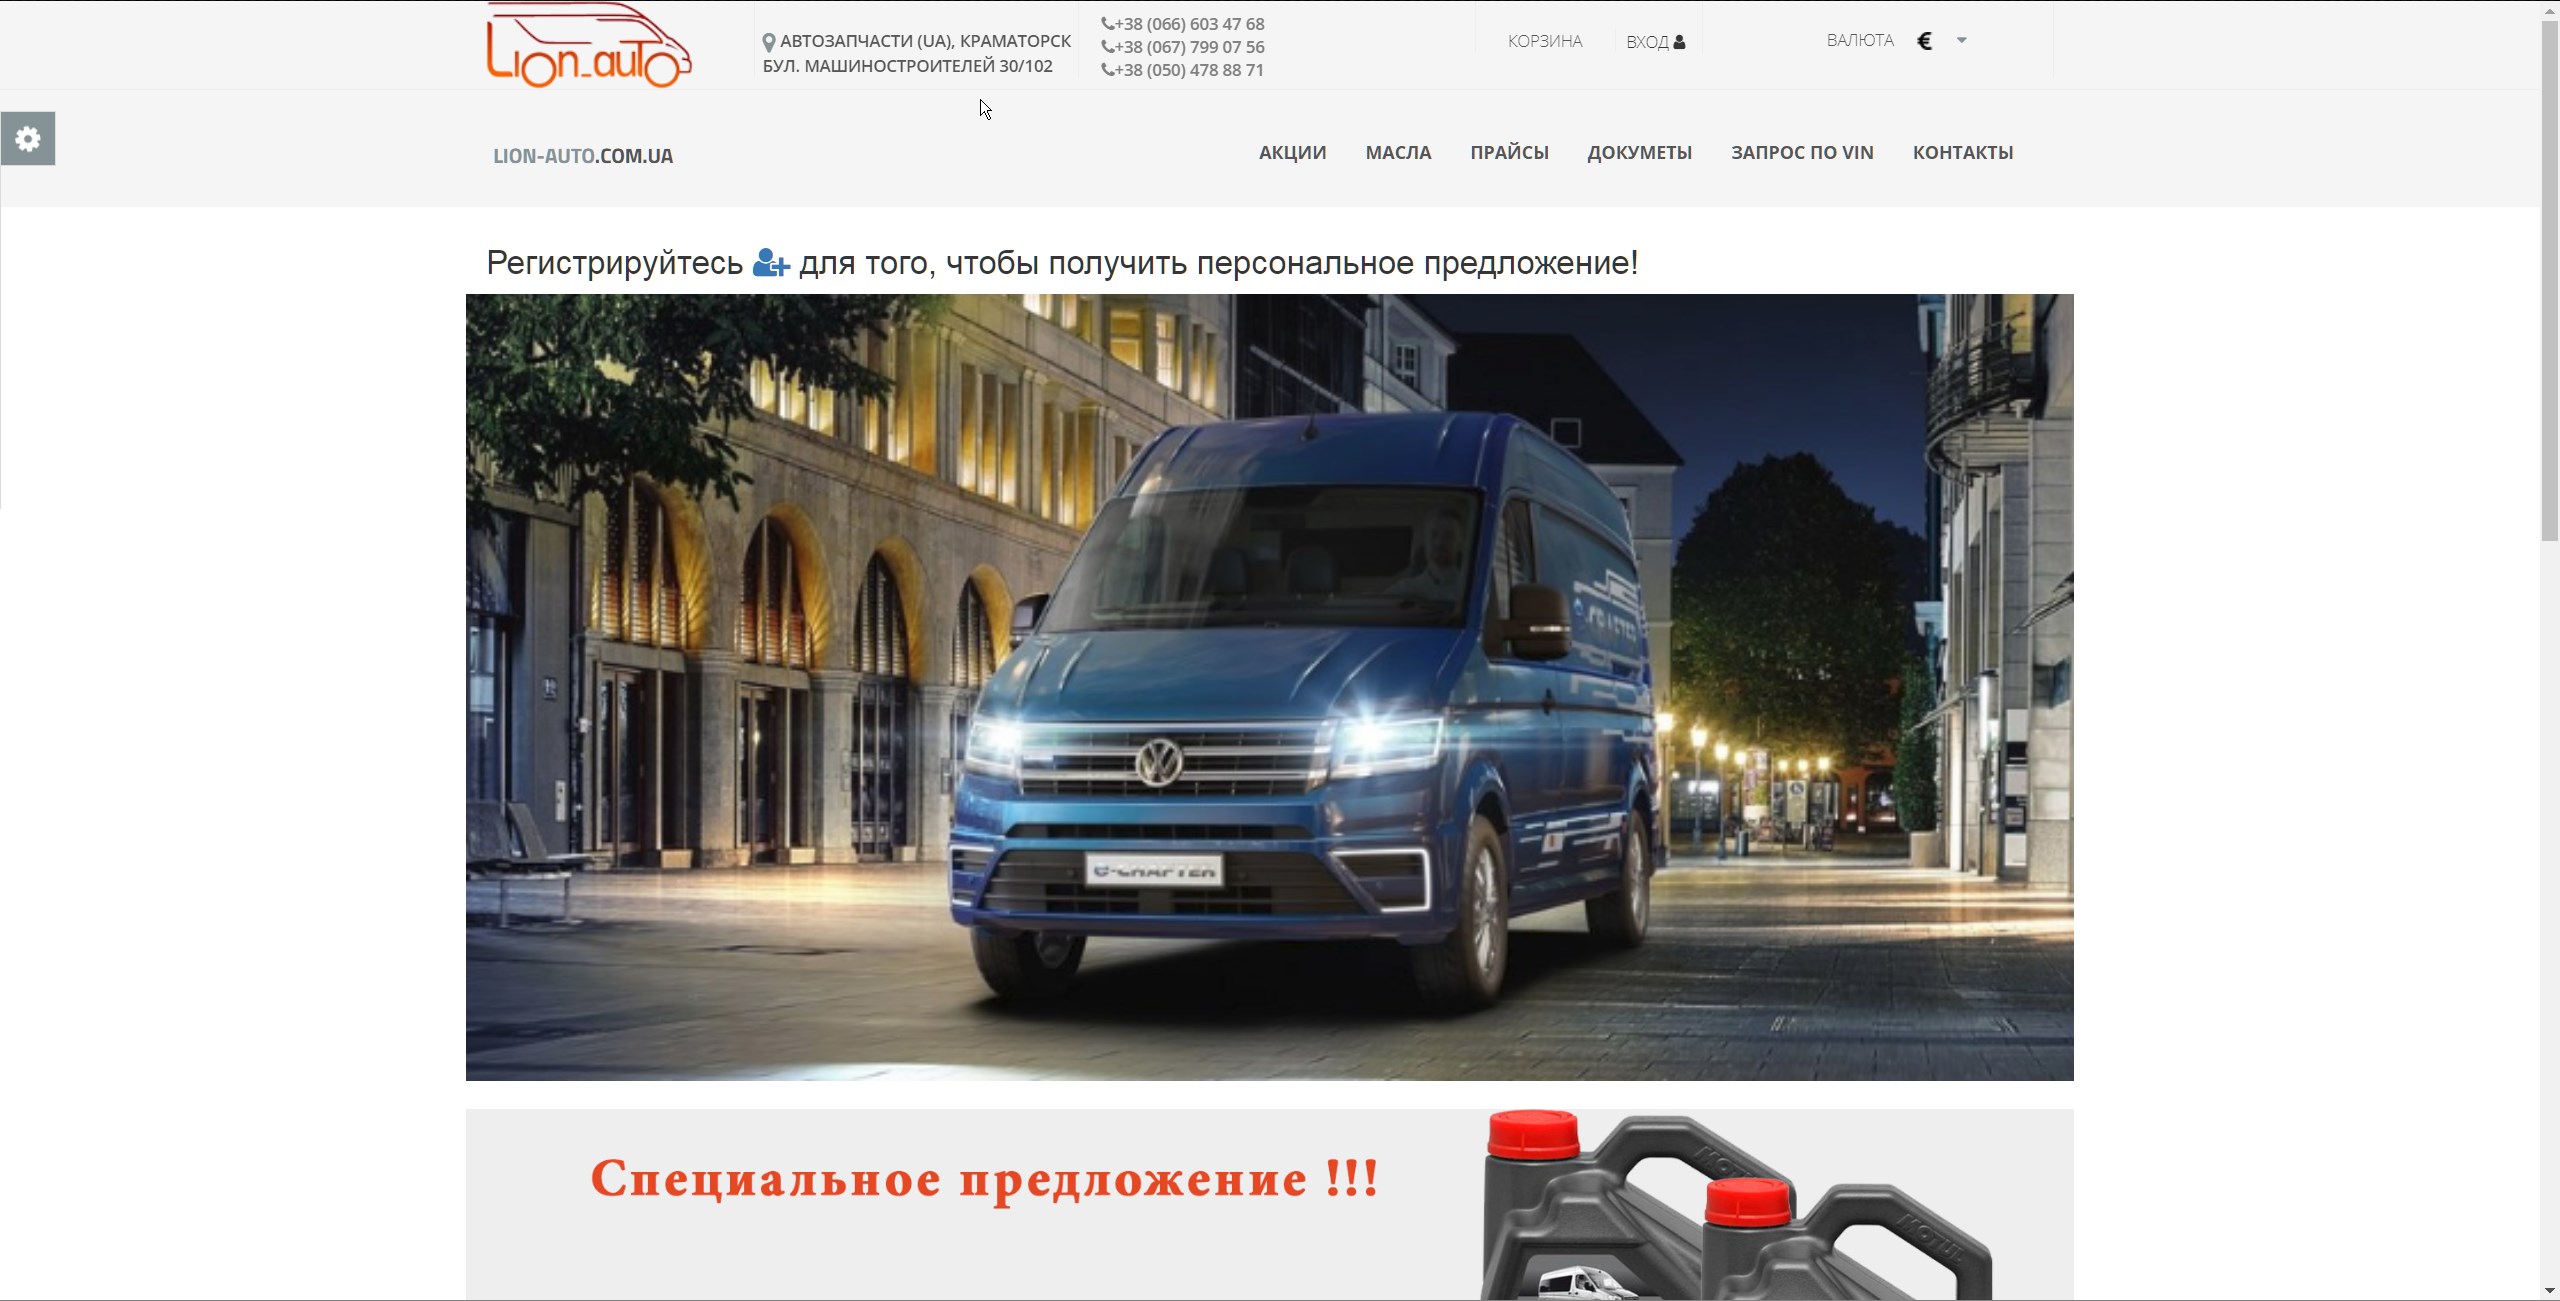 Lion_auto
АВТОЗАПЧАСТИ (UA), КРАМАТОРСК
БУЛ. МАШИНОСТРОИТЕЛЕЙ 30/102
+38 (066) 603 47 68
+38 (067) 799 07 56
+38 (050) 478 88 71
КОРЗИНА
ВХОД
ВАЛЮТА €
LION-AUTO.COM.UA
АКЦИИ
МАСЛА
ПРАЙСЫ
ДОКУМЕТЫ
ЗАПРОС ПО VIN
КОНТАКТЫ
Регистрируйтесь для того, чтобы получить персональное предложение!
e-CRAFTER
Специальное предложение !!!
MOTUL